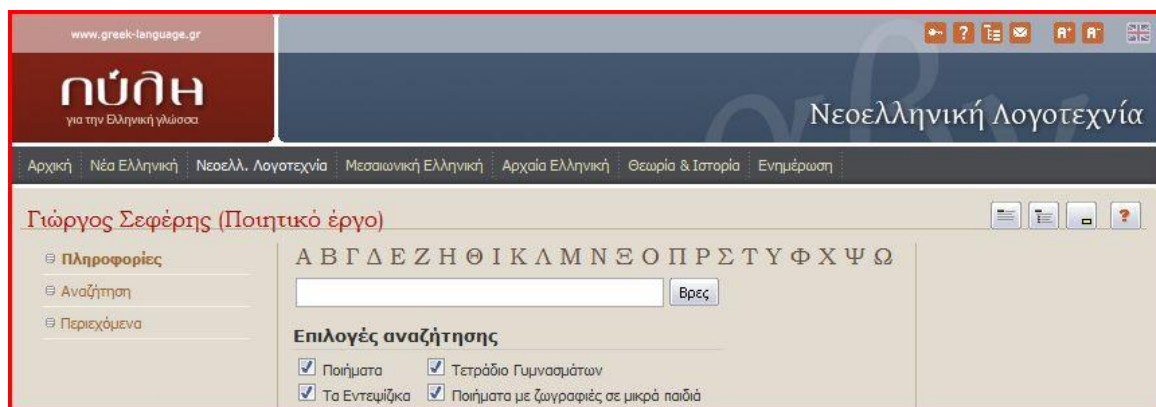 www.greek-language.gr
? A+ A-
πύλη
για την Ελληνική γλώσσα
αβγ
Νεοελληνική Λογοτεχνία
Αρχική Νέα Ελληνική Νεοελλ. Λογοτεχνία Μεσαιωνική Ελληνική Αρχαία Ελληνική Θεωρία & Ιστορία Ενημέρωση
Γιώργος Σεφέρης (Ποιητικό έργο)
?
Πληροφορίες
Αναζήτηση
Περιεχόμενα
Α Β Γ Δ Ε Ζ Η Θ Ι Κ Λ Μ Ν Ξ Ο Π Ρ Σ Τ Υ Φ Χ Ψ Ω
Βρες
Επιλογές αναζήτησης
Ποιήματα Τετράδιο Γυμνασμάτων
Τα Εντεψίζικα Ποιήματα με ζωγραφιές σε μικρά παιδιά